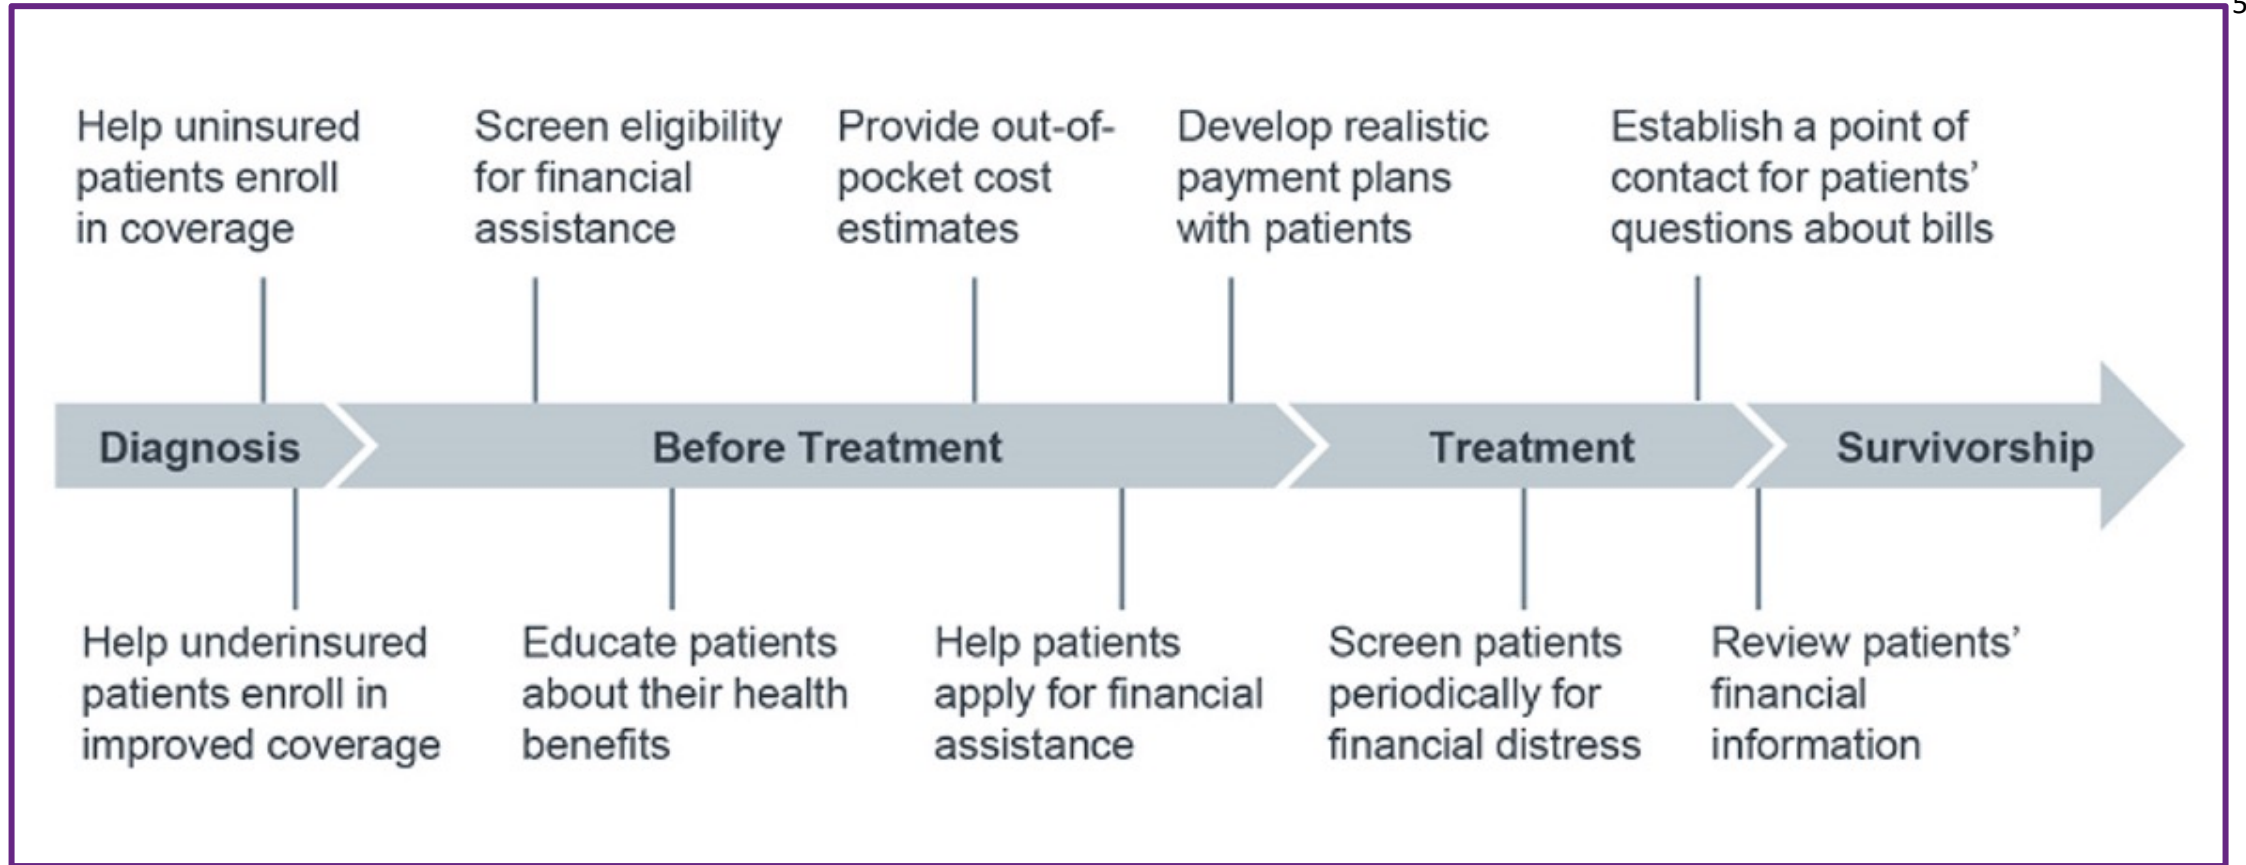 5
Help uninsured
patients enroll
in coverage
Screen eligibility
for financial
assistance
Provide out-of-
pocket cost
estimates
Develop realistic
payment plans
with patients
Establish a point of
contact for patients’
questions about bills
Diagnosis
Before Treatment
Treatment
Survivorship
Help underinsured
patients enroll in
improved coverage
Educate patients
about their health
benefits
Help patients
apply for financial
assistance
Screen patients
periodically for
financial distress
Review patients’
financial
information